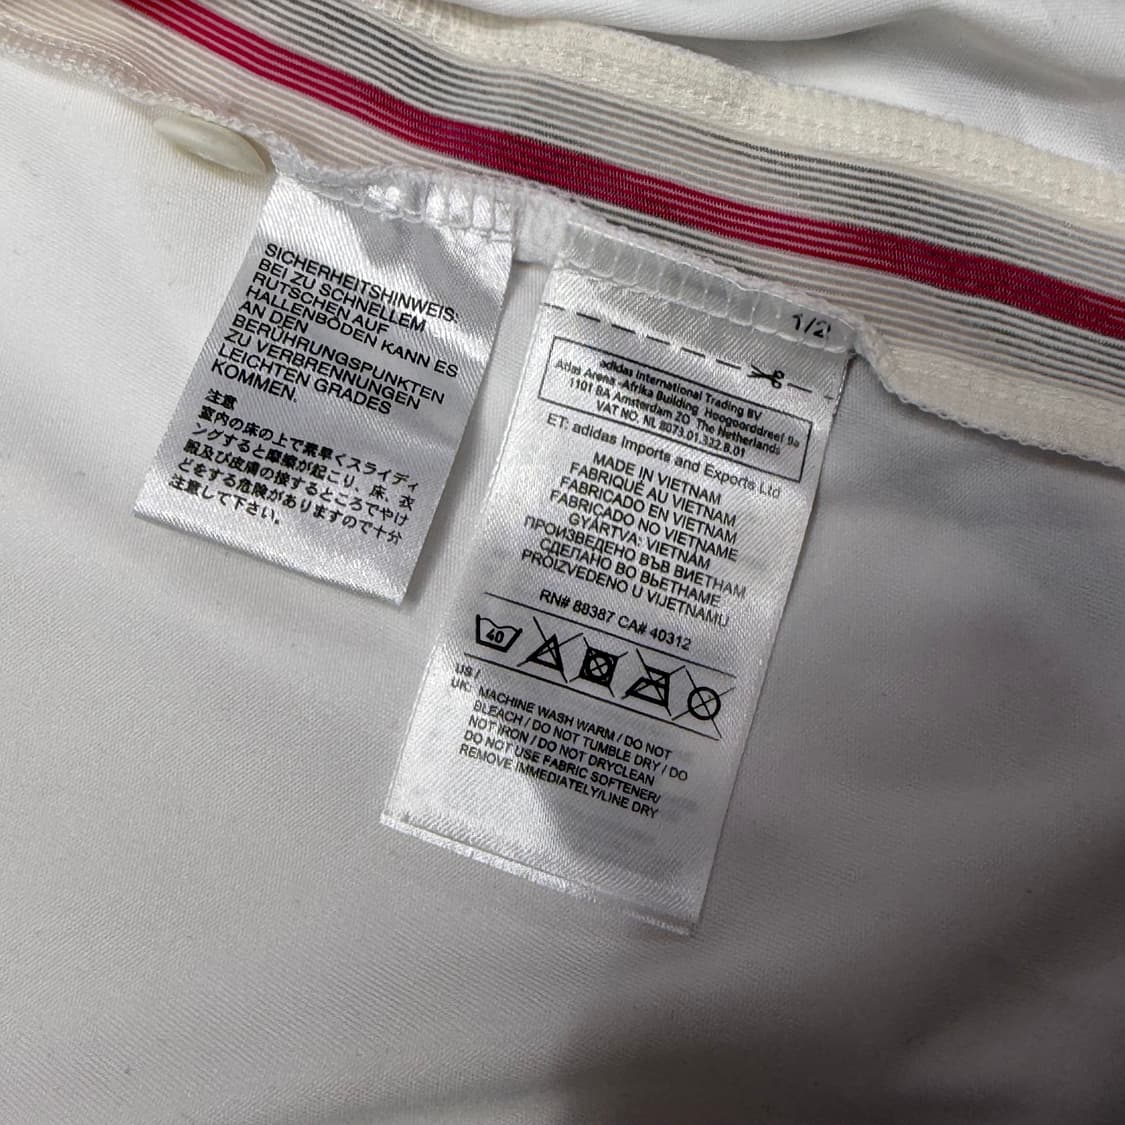 SICHERHEITSHINWEIS:
BEI ZU SCHNELLEM
RUTSCHEN AUF
HALLENBÖDEN KANN ES
AN DEN
BERÜHRUNGSPUNKTEN
ZU VERBRENNUNGEN
LEICHTEN GRADES
KOMMEN.
注意
室内の床の上で素早くスライディ
ングすると摩擦が起こり、床、衣
服及び皮膚の接するところでやけ
どをする危険がありますので十分
注意して下さい。
1/2
adidas International Trading BV
Atlas Arena -Afrika Building Hoogoorddreef 9a
1101 BA Amsterdam ZO The Netherlands
VAT NO. NL 8073.01.322.B.01
ET: adidas Imports and Exports Ltd
MADE IN VIETNAM
FABRIQUÉ AU VIETNAM
FABRICADO EN VIETNAM
FABRICADO NO VIETNAME
GYÁRTVA: VIETNÁM
ПРОИЗВЕДЕНО ВЪВ ВИЕТНАМ
СДЕЛАНО ВО ВЬЕТНАМЕ
PROIZVEDENO U VIJETNAMU
RN# 88387 CA# 40312
40
US /
UK: MACHINE WASH WARM / DO NOT
BLEACH / DO NOT TUMBLE DRY / DO
NOT IRON / DO NOT DRYCLEAN
DO NOT USE FABRIC SOFTENER/
REMOVE IMMEDIATELY/LINE DRY